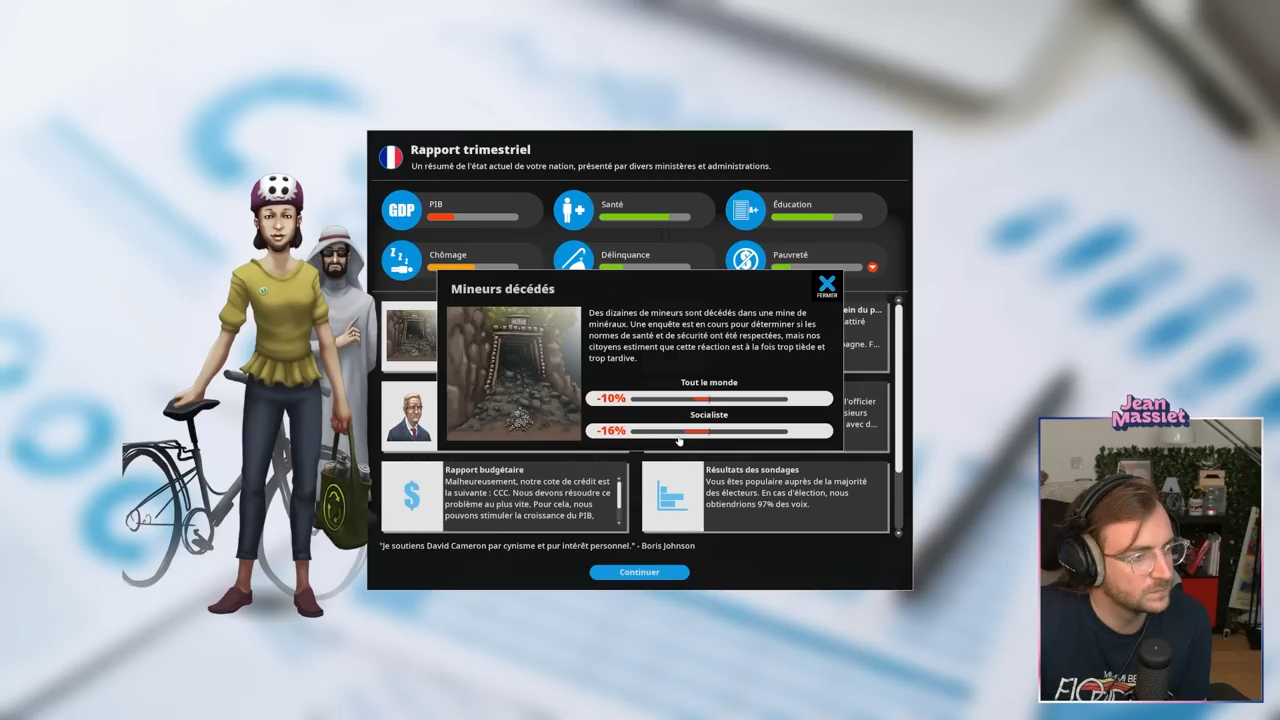 Rapport trimestriel
Un résumé de l'état actuel de votre nation, présenté par divers ministères et administrations.
GDP
PIB
Santé
Éducation
Chômage
Délinquance
Pauvreté
Mineurs décédés
FERMER
Des dizaines de mineurs sont décédés dans une mine de
minéraux. Une enquête est en cours pour déterminer si les
normes de santé et de sécurité ont été respectées, mais nos
citoyens estiment que cette réaction est à la fois trop tiède et
trop tardive.
Tout le monde
-10%
Socialiste
-16%
ein du p...
attiré
pagne. F...
l'officier
sieurs
avec d...
Rapport budgétaire
Malheureusement, notre cote de crédit est
la suivante : CCC. Nous devons résoudre ce
problème au plus vite. Pour cela, nous
pouvons stimuler la croissance du PIB,
Résultats des sondages
Vous êtes populaire auprès de la majorité
des électeurs. En cas d'élection, nous
obtiendrions 97% des voix.
"Je soutiens David Cameron par cynisme et pur intérêt personnel." - Boris Johnson
Continuer
Jean
Massiet